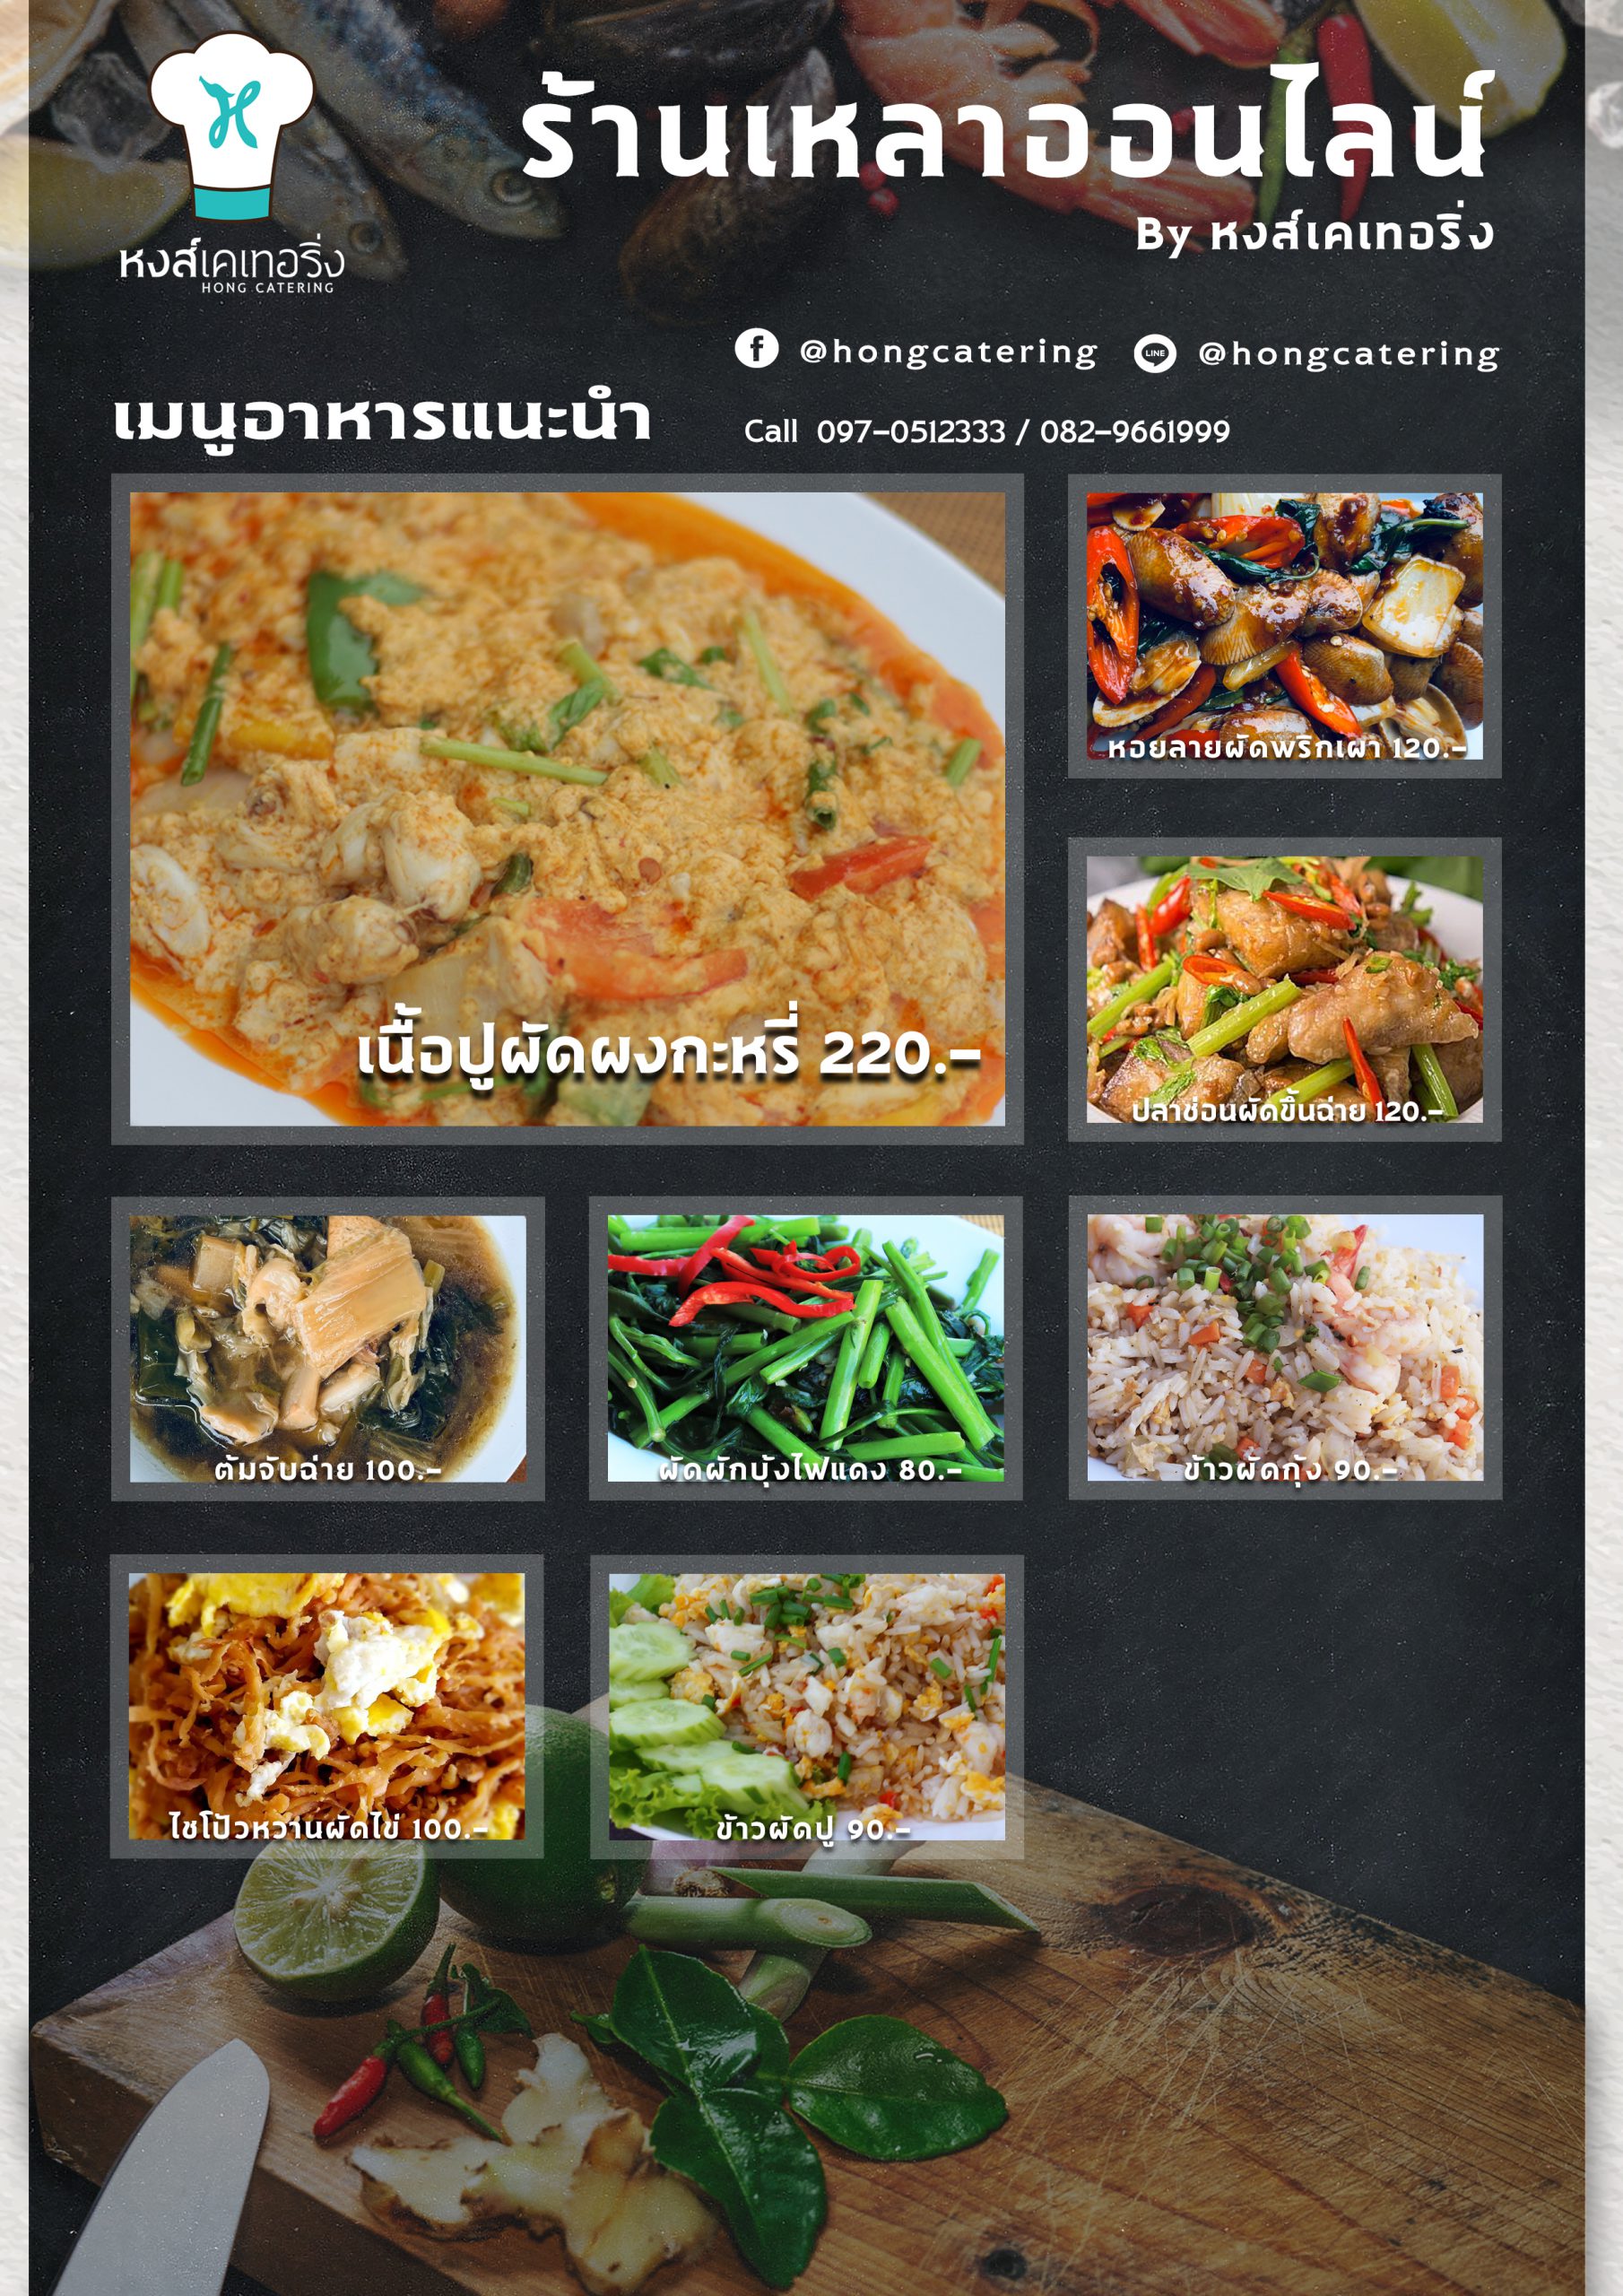 H
หงส์เคเทอริ่ง
HONG CATERING
ร้านเหลาออนไลน์
By หงส์เคเทอริ่ง
@hongcatering
LINE @hongcatering
เมนูอาหารแนะนำ
Call 097-0512333 / 082-9661999
เนื้อปูผัดผงกะหรี่ 220.-
หอยลายผัดพริกเผา 120.-
ปลาช่อนผัดขึ้นฉ่าย 120.-
ต้มจับฉ่าย 100.-
ผัดผักบุ้งไฟแดง 80.-
ข้าวผัดกุ้ง 90.-
ไชโป้วหวานผัดไข่ 100.-
ข้าวผัดปู 90.-